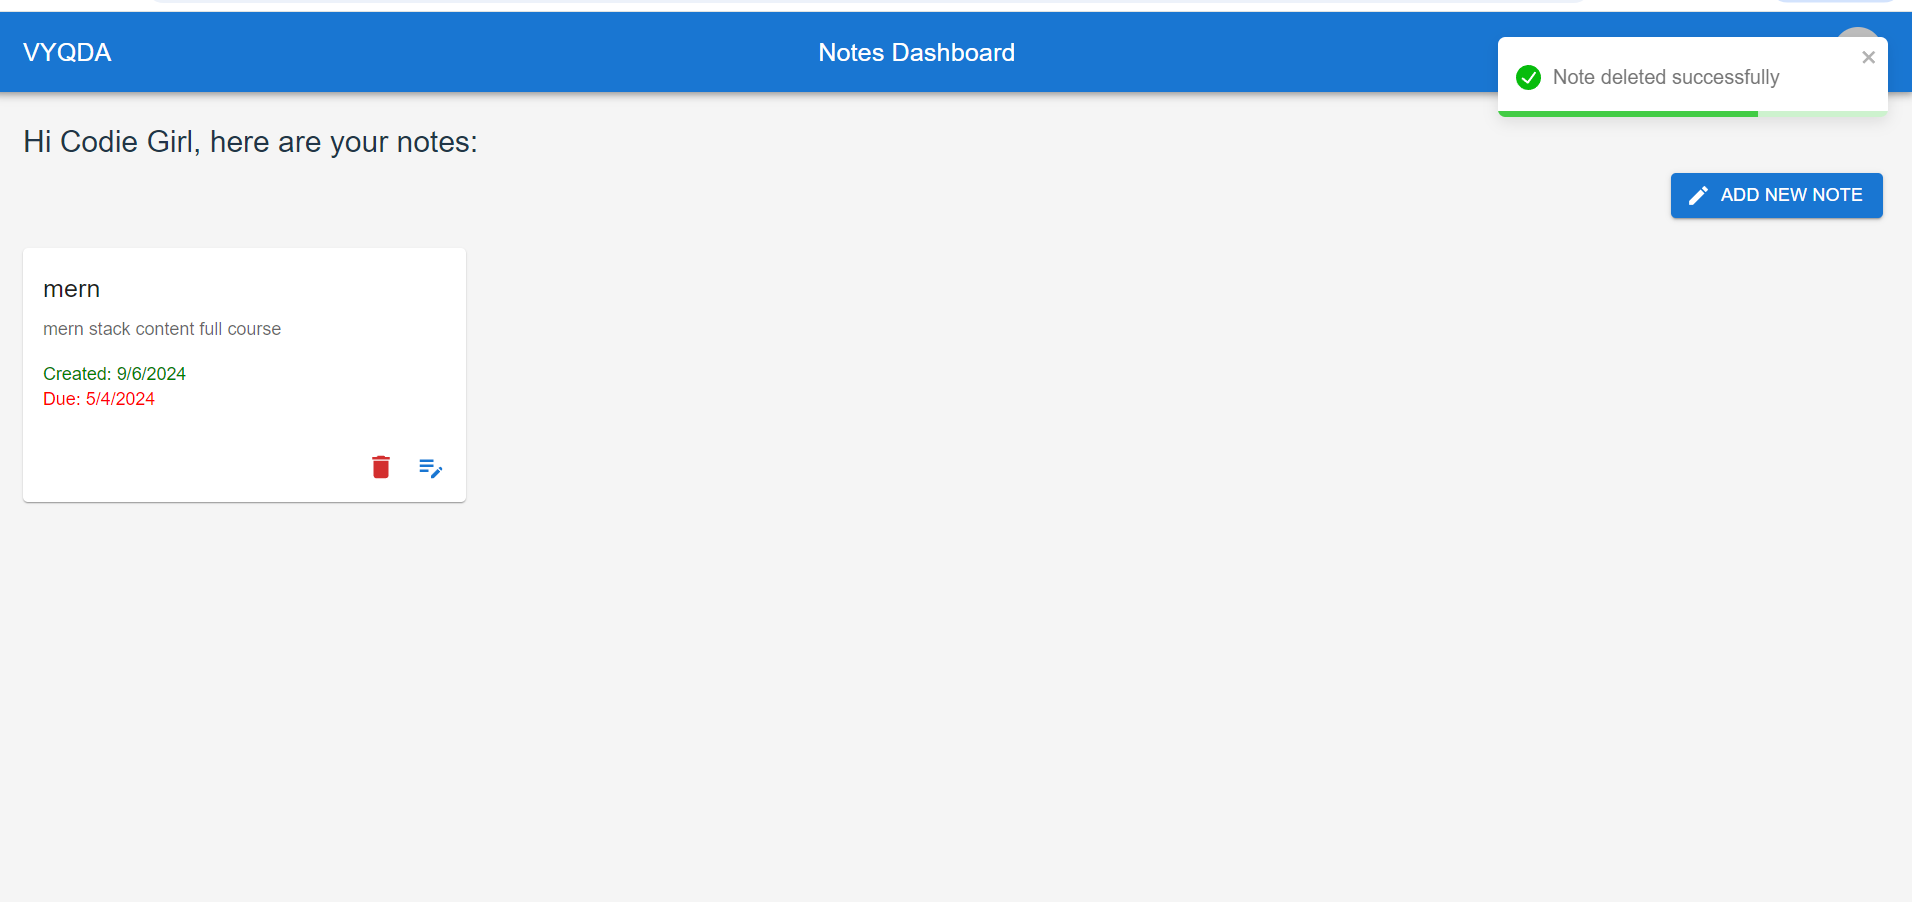 VYQDA
Notes Dashboard
Note deleted successfully
Hi Codie Girl, here are your notes:
ADD NEW NOTE
mern
mern stack content full course
Created: 9/6/2024
Due: 5/4/2024